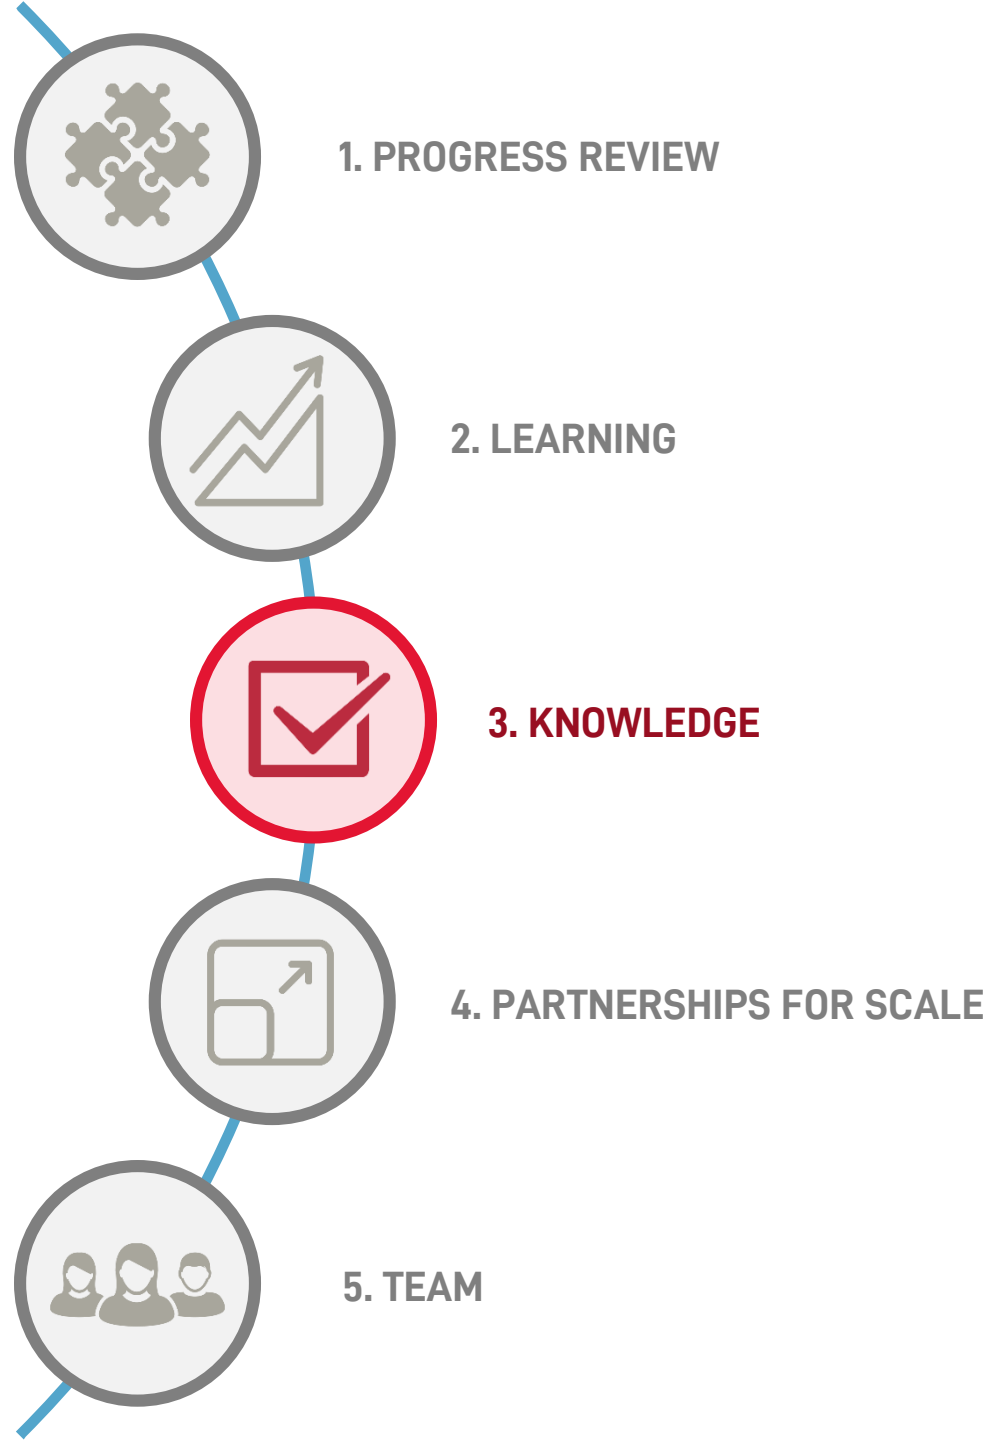 1. PROGRESS REVIEW
2. LEARNING
3. KNOWLEDGE
4. PARTNERSHIPS FOR SCALE
5. TEAM